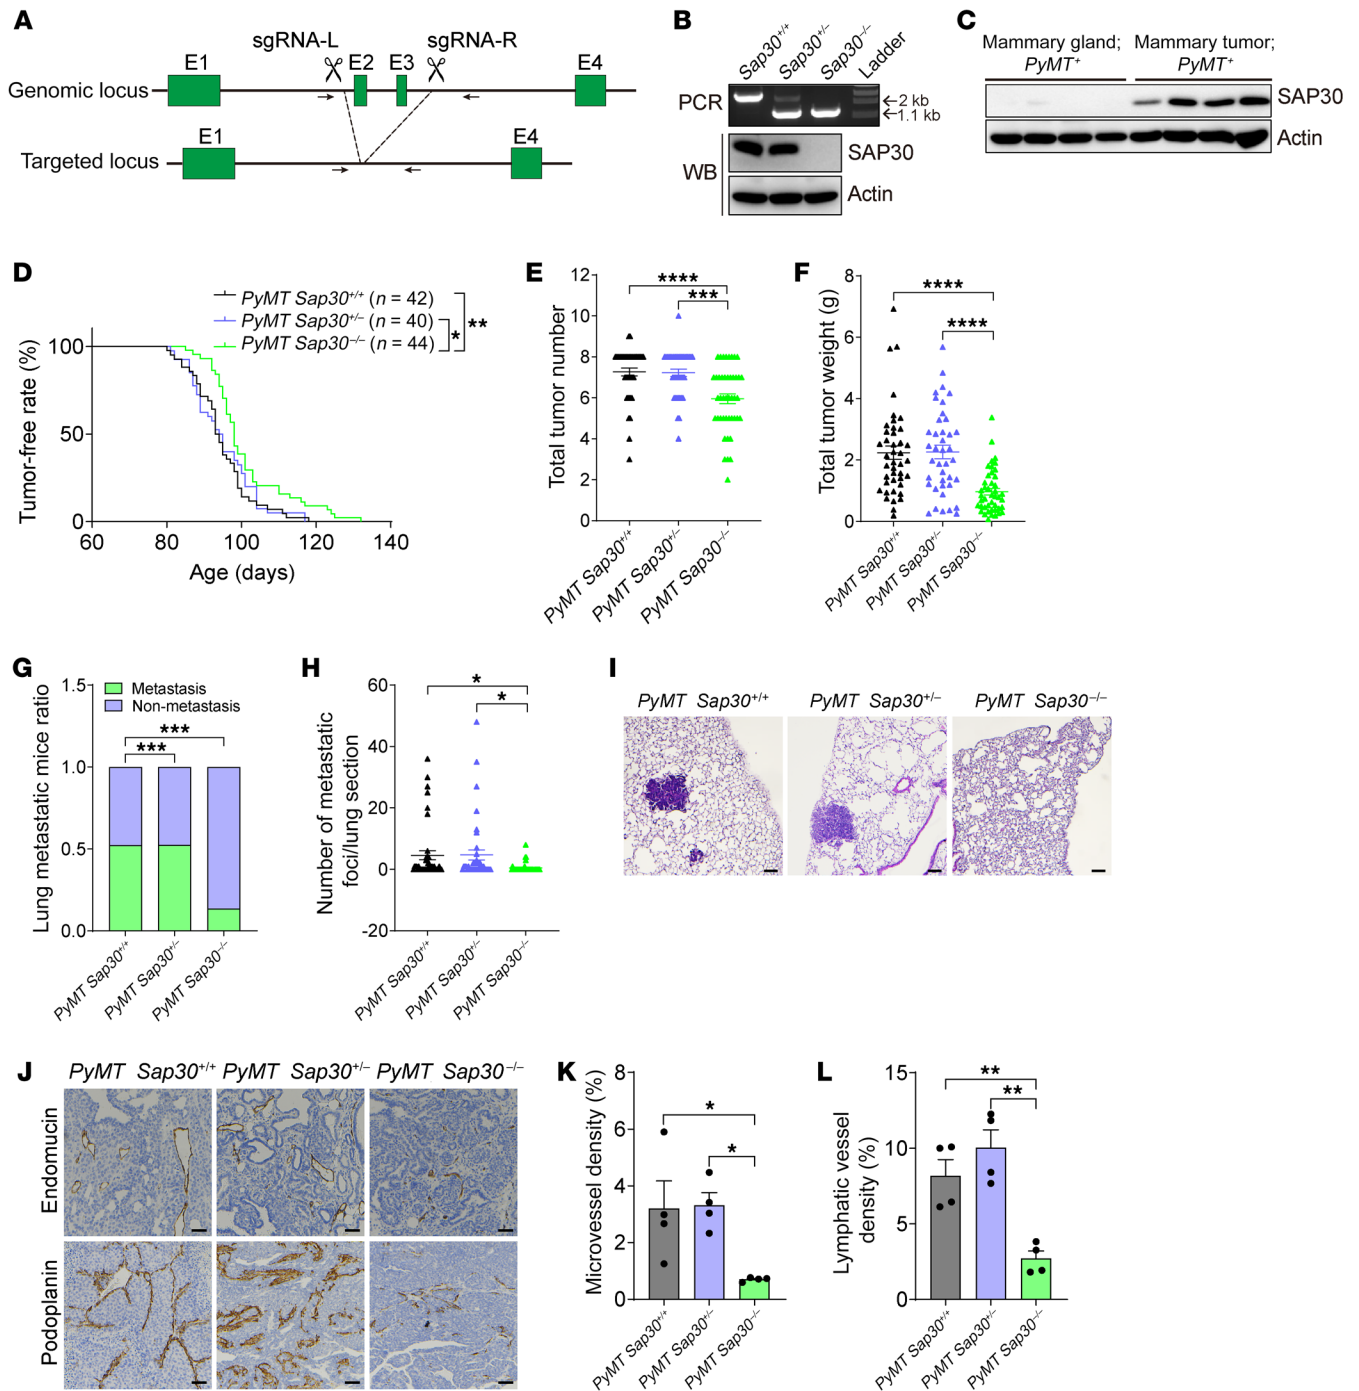 A
sgRNA-L
sgRNA-R
E1
E2
E3
E4
Genomic locus
E1
E4
Targeted locus
B
Sap30+/+
Sap30+/–
Sap30–/–
Ladder
PCR
←2 kb
←1.1 kb
WB
SAP30
Actin
C
Mammary gland;
PyMT+
Mammary tumor;
PyMT+
SAP30
Actin
D
PyMT Sap30+/+ (n = 42)
PyMT Sap30+/– (n = 40)
PyMT Sap30–/– (n = 44)
*
**
Tumor-free rate (%)
100
50
0
60
80
100
120
140
Age (days)
E
Total tumor number
12
10
8
6
4
2
0
****
***
PyMT Sap30+/+
PyMT Sap30+/–
PyMT Sap30–/–
F
Total tumor weight (g)
8
6
4
2
0
****
****
PyMT Sap30+/+
PyMT Sap30+/–
PyMT Sap30–/–
G
Lung metastatic mice ratio
1.5
1.0
0.5
0.0
Metastasis
Non-metastasis
***
***
PyMT Sap30+/+
PyMT Sap30+/–
PyMT Sap30–/–
H
Number of metastatic
foci/lung section
60
40
20
0
-20
*
*
PyMT Sap30+/+
PyMT Sap30+/–
PyMT Sap30–/–
I
PyMT Sap30+/+
PyMT Sap30+/–
PyMT Sap30–/–
J
PyMT Sap30+/+
PyMT Sap30+/–
PyMT Sap30–/–
Endomucin
Podoplanin
K
Microvessel density (%)
8
6
4
2
0
*
*
PyMT Sap30+/+
PyMT Sap30+/–
PyMT Sap30–/–
L
Lymphatic vessel
density (%)
15
10
5
0
**
**
PyMT Sap30+/+
PyMT Sap30+/–
PyMT Sap30–/–